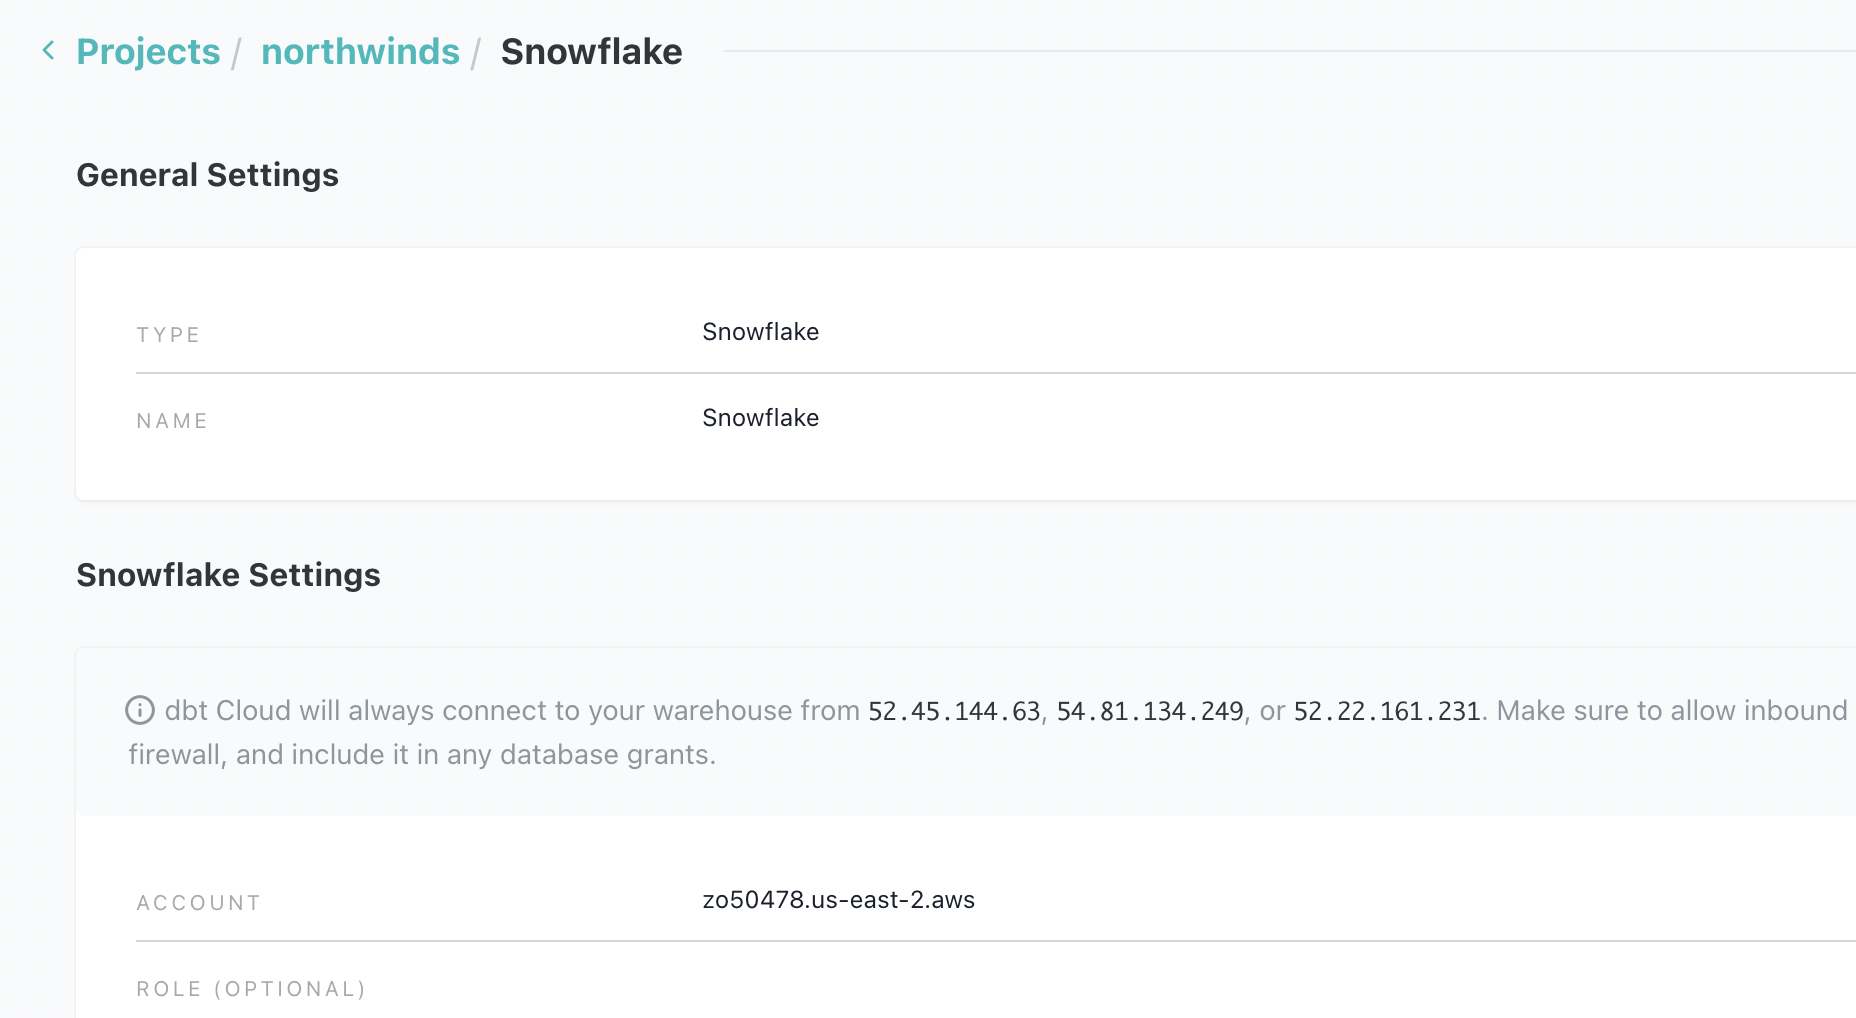 Projects / northwinds / Snowflake
General Settings
TYPE Snowflake
NAME Snowflake
Snowflake Settings
dbt Cloud will always connect to your warehouse from 52.45.144.63, 54.81.134.249, or 52.22.161.231. Make sure to allow inbound
firewall, and include it in any database grants.
ACCOUNT zo50478.us-east-2.aws
ROLE (OPTIONAL)